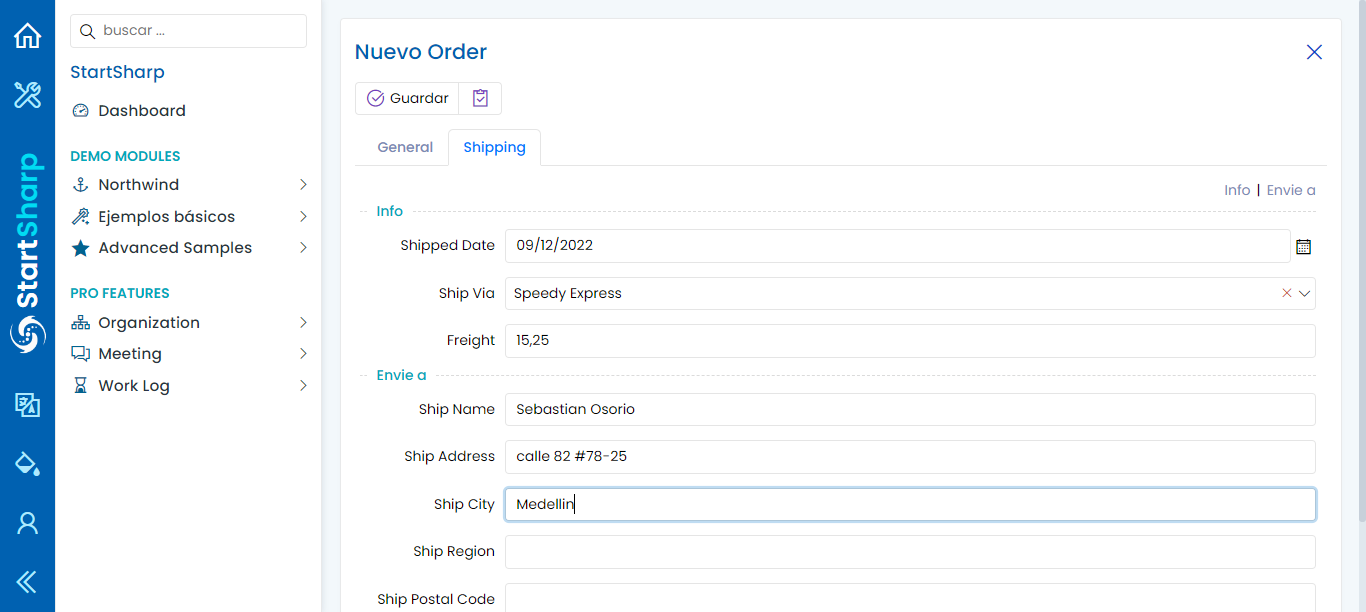 StartSharp
buscar ...
StartSharp
Dashboard
DEMO MODULES
Northwind
Ejemplos básicos
Advanced Samples
PRO FEATURES
Organization
Meeting
Work Log
Nuevo Order
Guardar
General
Shipping
Info | Envie a
Info
Shipped Date 09/12/2022
Ship Via Speedy Express
Freight 15,25
Envie a
Ship Name Sebastian Osorio
Ship Address calle 82 #78-25
Ship City Medellin
Ship Region
Ship Postal Code